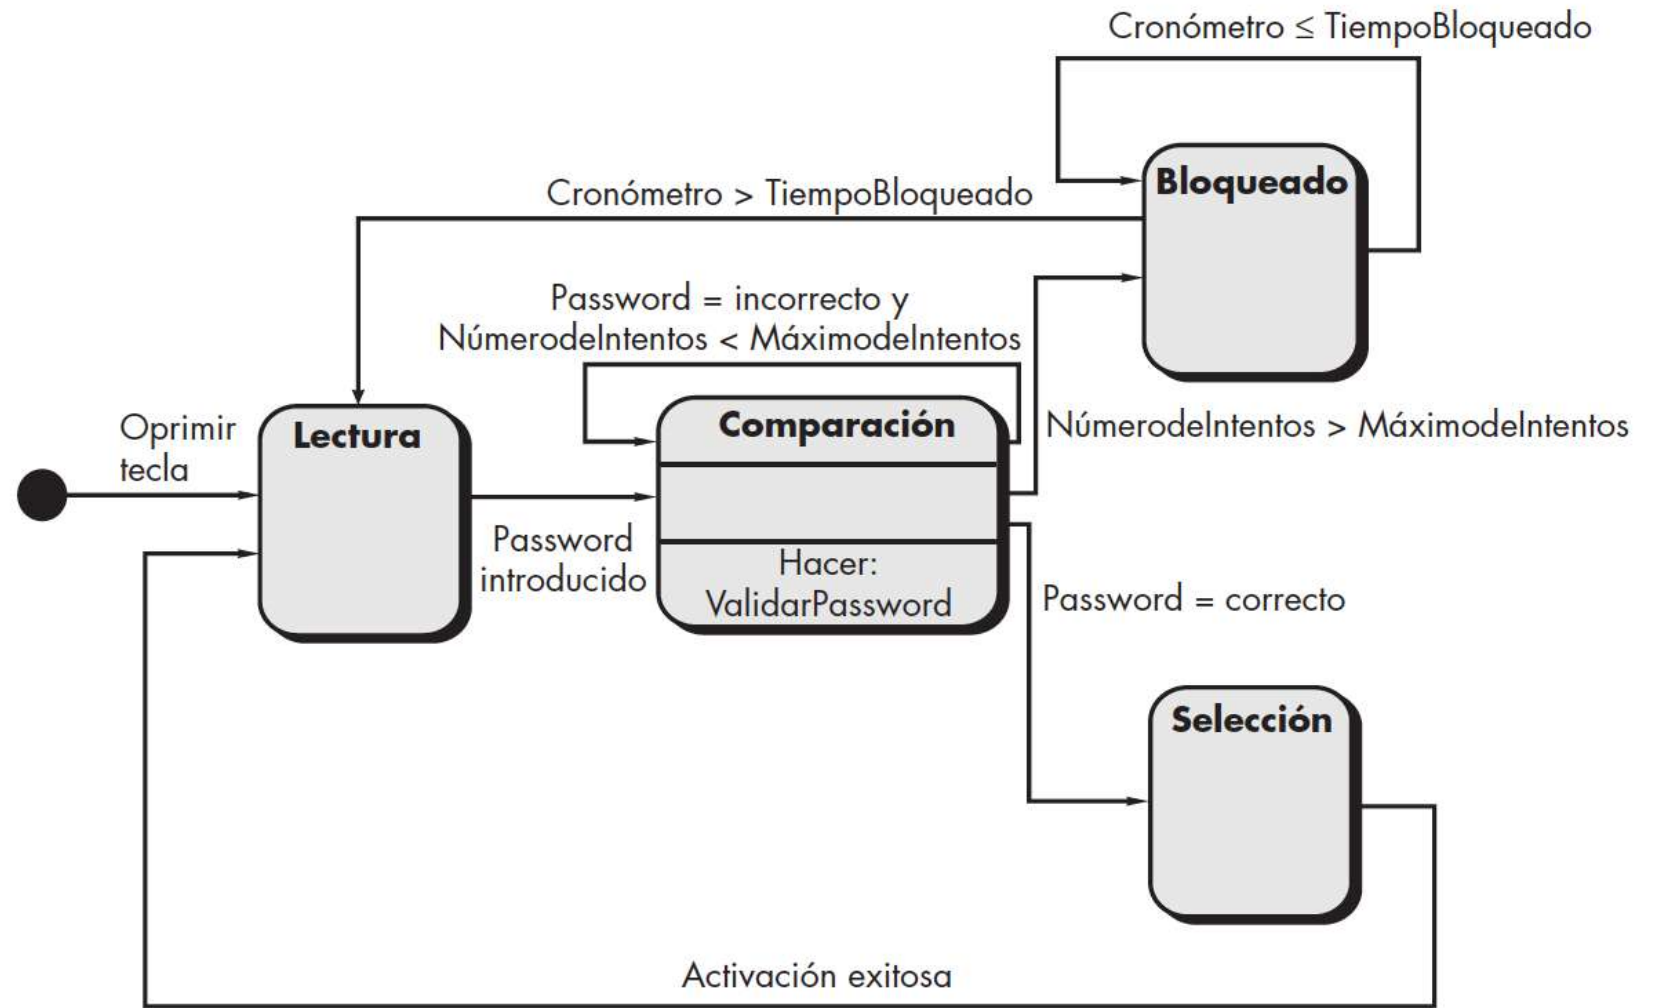 Cronómetro ≤ TiempoBloqueado
Bloqueado
Cronómetro > TiempoBloqueado
Password = incorrecto y
NúmerodeIntentos < MáximodeIntentos
Oprimir
tecla
Lectura
Comparación
NúmerodeIntentos > MáximodeIntentos
Password
introducido
Hacer:
ValidarPassword
Password = correcto
Selección
Activación exitosa